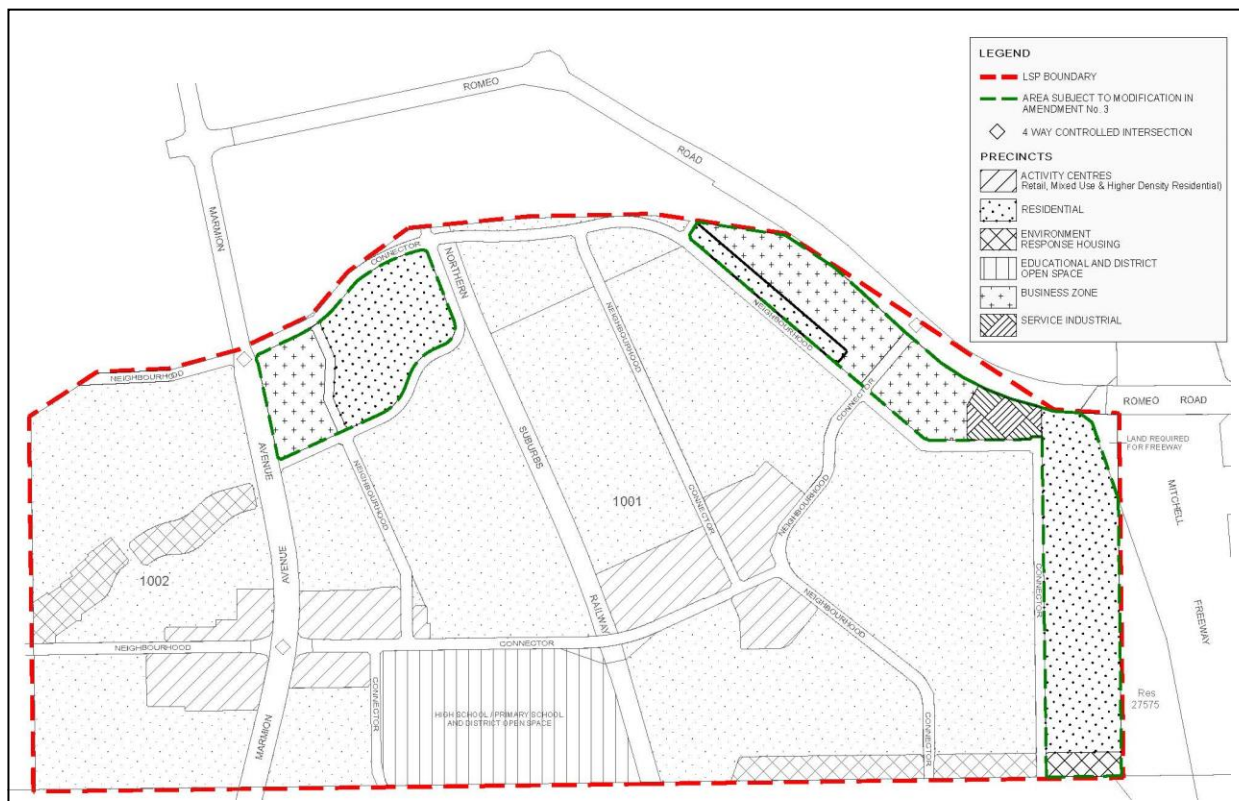 LEGEND
LSP BOUNDARY
AREA SUBJECT TO MODIFICATION IN
AMENDMENT No. 3
4 WAY CONTROLLED INTERSECTION
PRECINCTS
ACTIVITY CENTRES
Retail, Mixed Use & Higher Density Residential)
RESIDENTIAL
ENVIRONMENT
RESPONSE HOUSING
EDUCATIONAL AND DISTRICT
OPEN SPACE
BUSINESS ZONE
SERVICE INDUSTRIAL
ROMEO
ROAD
MARMION
CONNECTOR
NORTHERN
NEIGHBOURHOOD
NEIGHBOURHOOD
NEIGHBOURHOOD
CONNECTOR
ROMEO ROAD
LAND REQUIRED
FOR FREEWAY
AVENUE
SUBURBS
NEIGHBOURHOOD
1001
CONNECTOR
NEIGHBOURHOOD
MITCHELL
1002
AVENUE
CONNECTOR
RAILWAY
NEIGHBOURHOOD
FREEWAY
NEIGHBOURHOOD
CONNECTOR
CONNECTOR
MARMION
HIGH SCHOOL / PRIMARY SCHOOL
AND DISTRICT OPEN SPACE
CONNECTOR
Res
27575